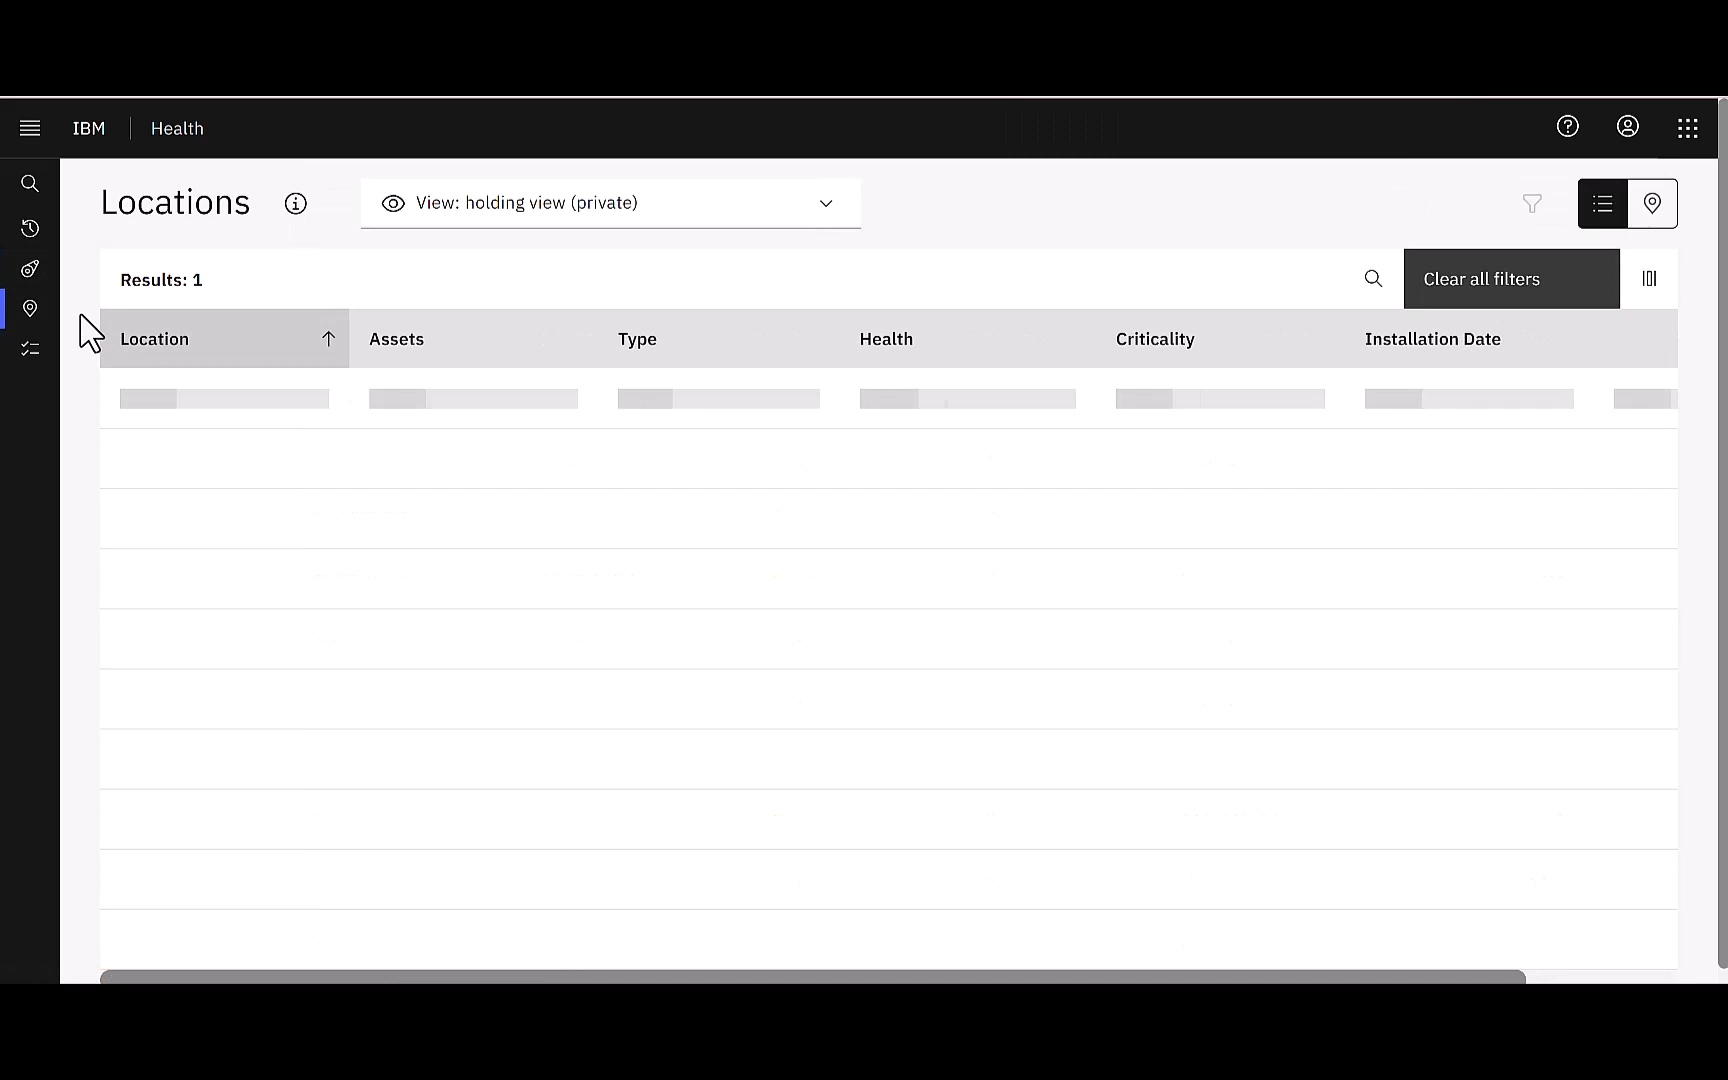 IBM Health
Locations
View: holding view (private)
Results: 1
Clear all filters
Location Assets Type Health Criticality Installation Date